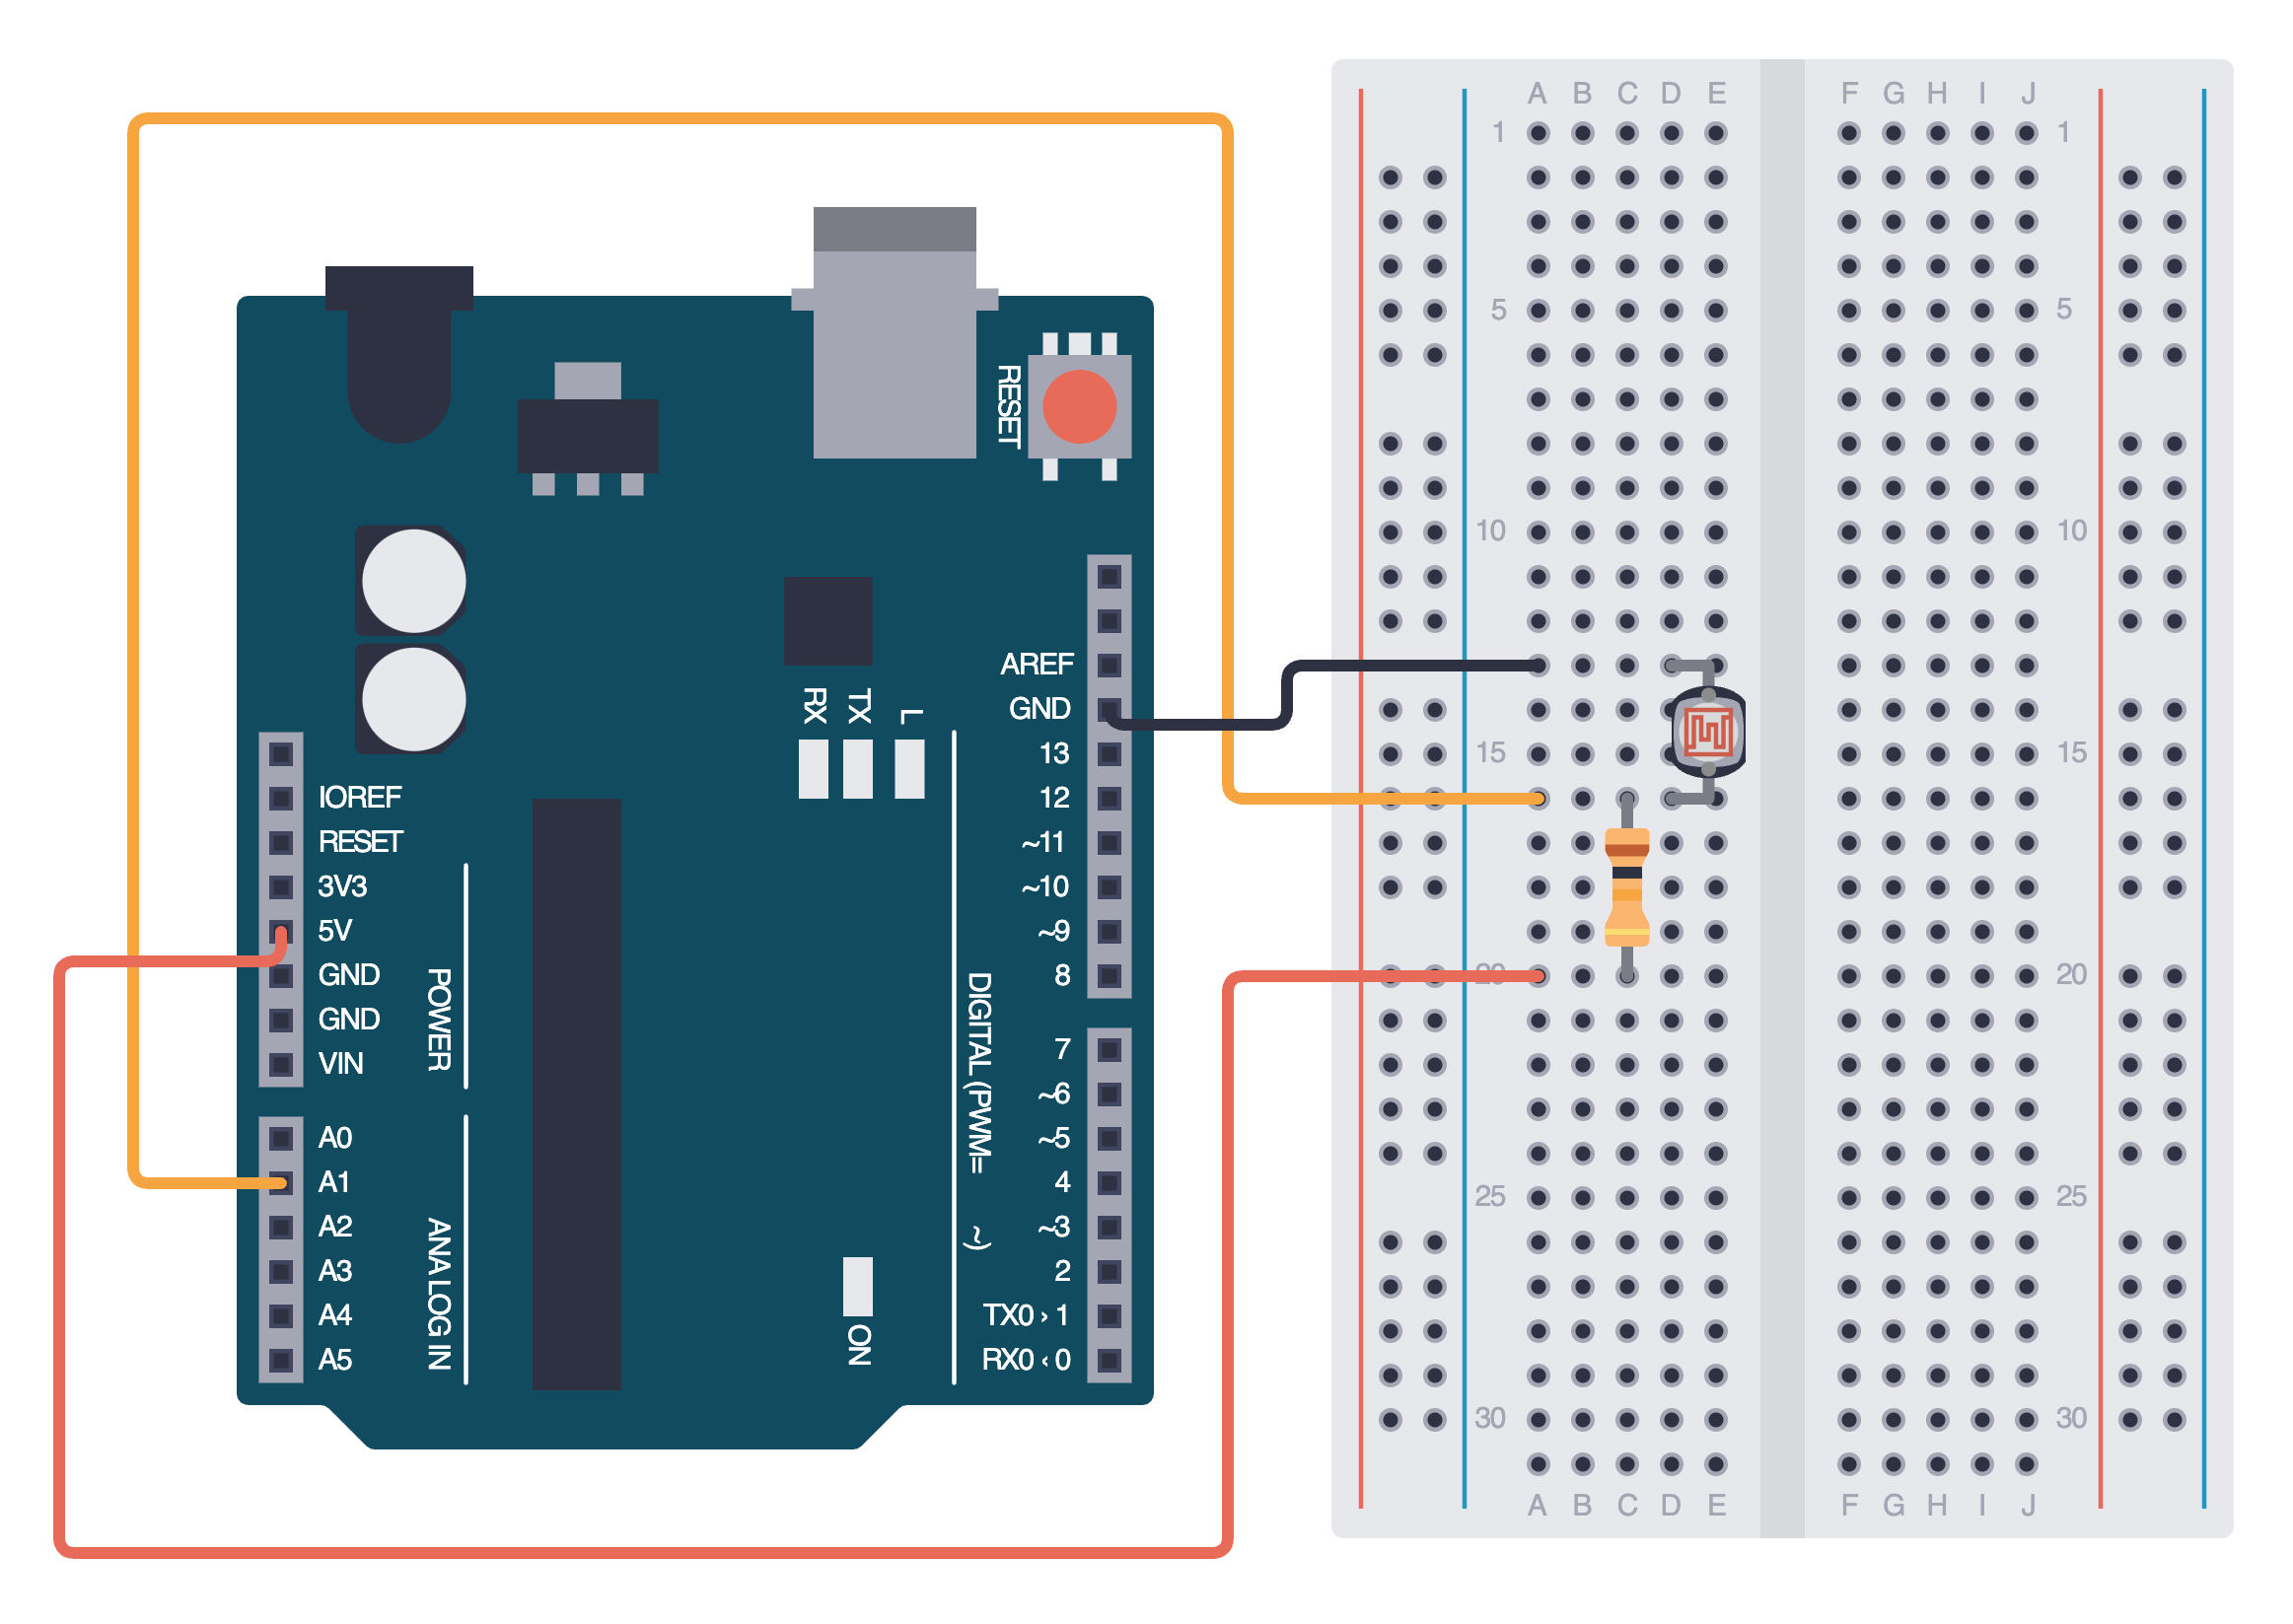 RESET
RX
TX
L
AREF
GND
13
12
~11
~10
~9
8
7
~6
~5
4
~3
2
TX0 › 1
RX0 ‹ 0
DIGITAL (PWM= ~)
IOREF
RESET
3V3
5V
GND
GND
VIN
POWER
A0
A1
A2
A3
A4
A5
ANALOG IN
ON
A B C D E F G H I J
1 1
5 5
10 10
15 15
20 20
25 25
30 30
A B C D E F G H I J